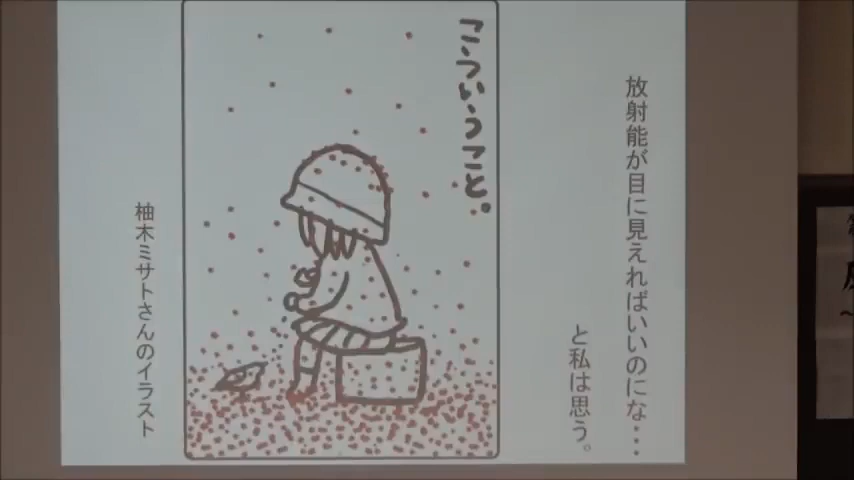 放射能が目に見えればいいのにな・・・
と私は思う。
こういうこと。
柚木ミサトさんのイラスト